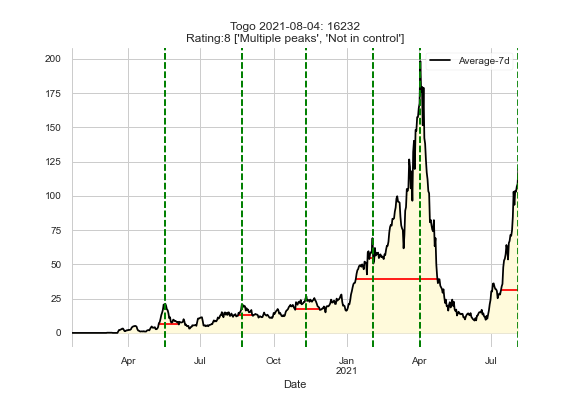 Togo 2021-08-04: 16232
Rating:8 ['Multiple peaks', 'Not in control']
Average-7d
200
175
150
125
100
75
50
25
0
Apr Jul Oct Jan Apr Jul
2021
Date